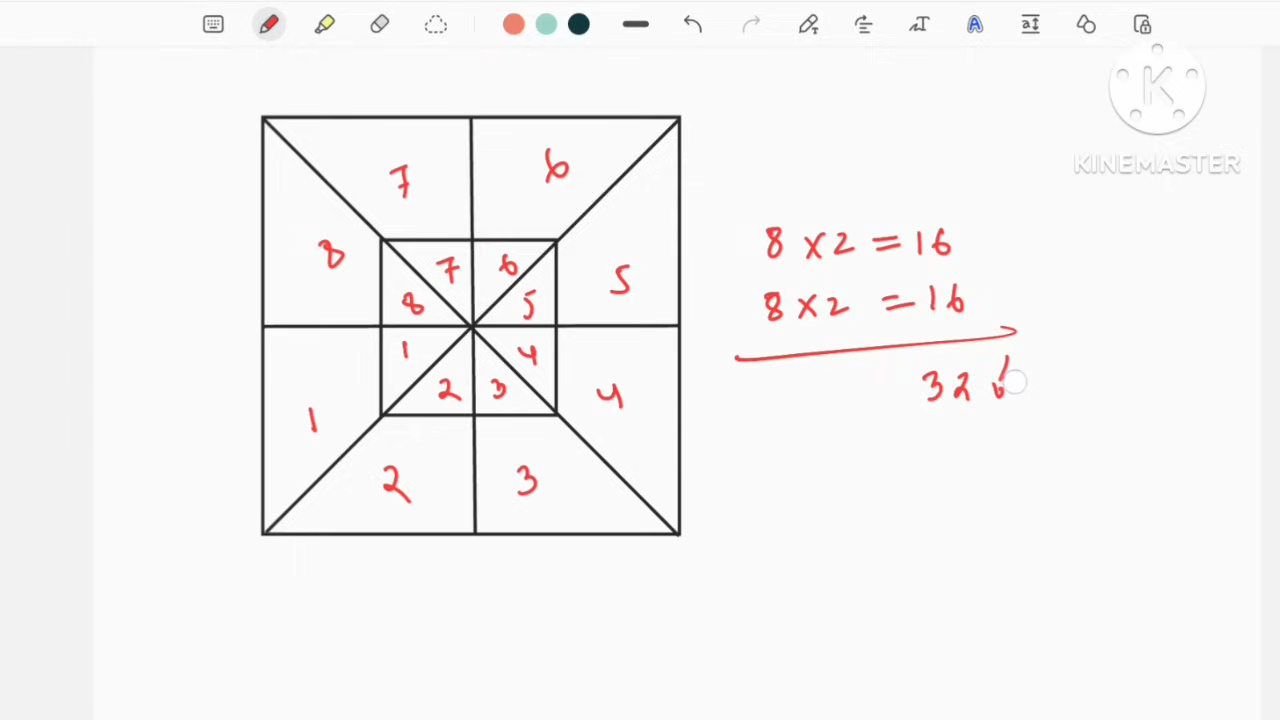 K
KINEMASTER
7 6
8 7 6 5
8 5
1 4
1 2 3 4
2 3
8 x 2 = 16
8 x 2 = 16
32